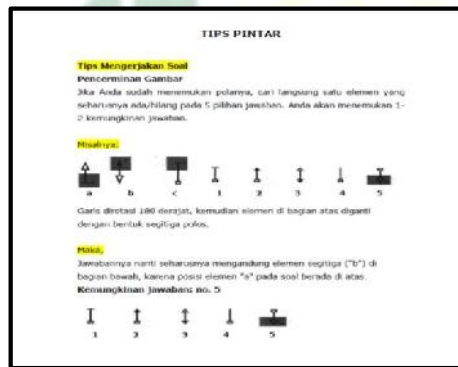 TIPS PINTAR
Tips Mengerjakan Soal
Pencerminan Gambar
Jika Anda sudah menemukan polanya, cari langsung satu elemen yang
seharusnya ada/hilang pada 5 pilihan jawaban. Anda akan menemukan 1-
2 kemungkinan jawaban.
Misalnya:
a b c 1 2 3 4 5
Garis dirotasi 180 derajat, kemudian elemen di bagian atas diganti
dengan bentuk segitiga polos.
Maka,
Jawabannya nanti seharusnya mengandung elemen segitiga ("b") di
bagian bawah, karena posisi elemen "a" pada soal berada di atas.
Kemungkinan jawaban: no. 5
1 2 3 4 5